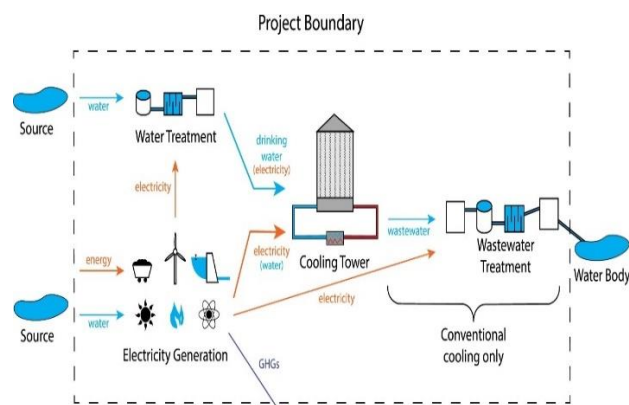 Project Boundary
water
Source
Water Treatment
drinking
water
(electricity)
electricity
energy
electricity
(water)
Cooling Tower
wastewater
Wastewater
Treatment
Water Body
water
Source
Electricity Generation
electricity
GHGs
Conventional
cooling only